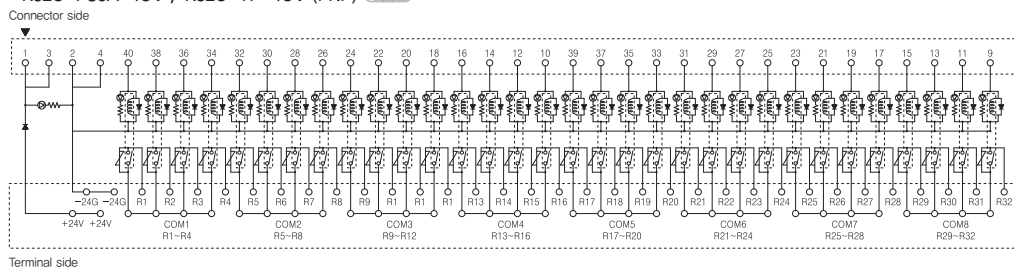 Connector side
1 3 2 4 40 38 36 34 32 30 28 26 24 22 20 18 16 14 12 10 39 37 35 33 31 29 27 25 23 21 19 17 15 13 11 9
−24G −24G R1 R2 R3 R4 R5 R6 R7 R8 R9 R1 R1 R1 R13 R14 R15 R16 R17 R18 R19 R20 R21 R22 R23 R24 R25 R26 R27 R28 R29 R30 R31 R32
+24V +24V COM1 COM2 COM3 COM4 COM5 COM6 COM7 COM8
R1~R4 R5~R8 R9~R12 R13~R16 R17~R20 R21~R24 R25~R28 R29~R32
Terminal side